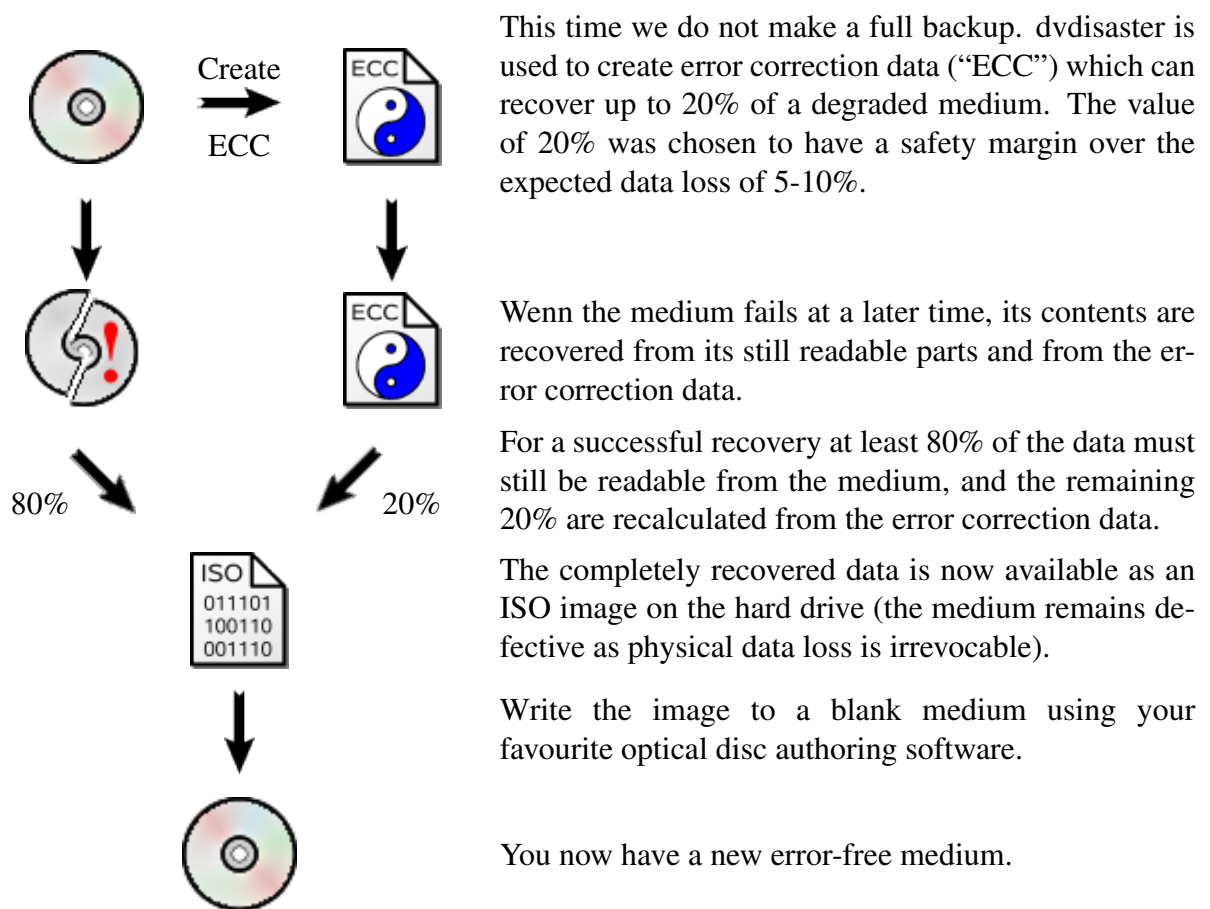 Create
ECC
ECC
This time we do not make a full backup. dvdisaster is
used to create error correction data (“ECC”) which can
recover up to 20% of a degraded medium. The value
of 20% was chosen to have a safety margin over the
expected data loss of 5-10%.
ECC
!
Wenn the medium fails at a later time, its contents are
recovered from its still readable parts and from the er-
ror correction data.
80%
20%
For a successful recovery at least 80% of the data must
still be readable from the medium, and the remaining
20% are recalculated from the error correction data.
ISO
011101
100110
001110
The completely recovered data is now available as an
ISO image on the hard drive (the medium remains de-
fective as physical data loss is irrevocable).
Write the image to a blank medium using your
favourite optical disc authoring software.
You now have a new error-free medium.